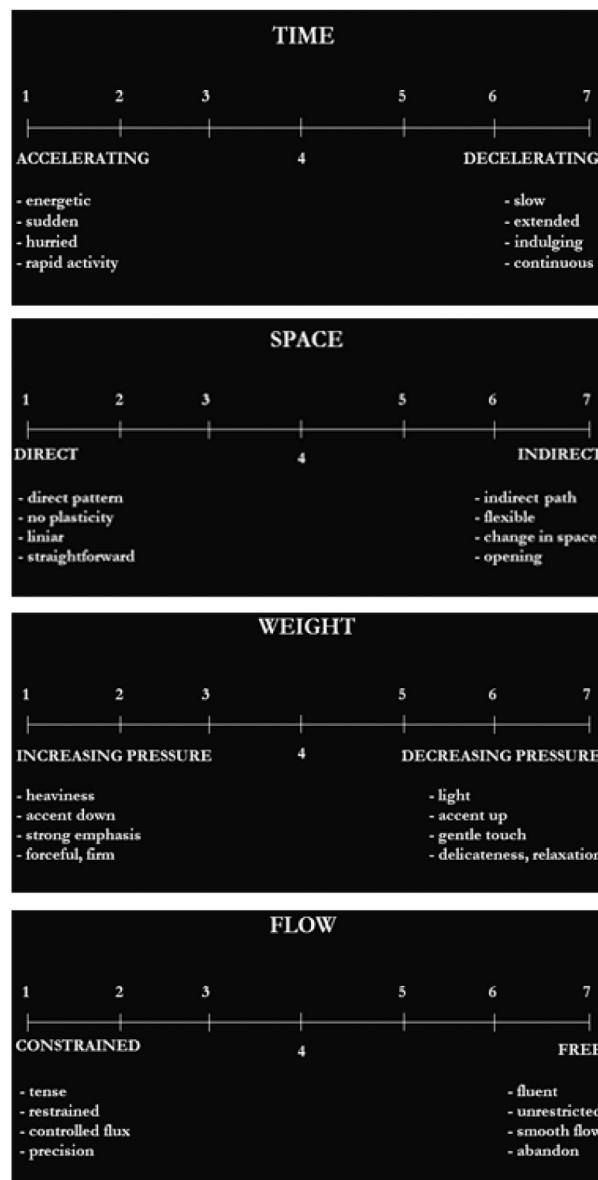 TIME
1 2 3 5 6 7
ACCELERATING 4 DECELERATING
- energetic - slow
- sudden - extended
- hurried - indulging
- rapid activity - continuous
SPACE
1 2 3 5 6 7
DIRECT 4 INDIRECT
- direct pattern - indirect path
- no plasticity - flexible
- liniar - change in space
- straightforward - opening
WEIGHT
1 2 3 5 6 7
INCREASING PRESSURE 4 DECREASING PRESSURE
- heaviness - light
- accent down - accent up
- strong emphasis - gentle touch
- forceful, firm - delicateness, relaxation
FLOW
1 2 3 5 6 7
CONSTRAINED 4 FREE
- tense - fluent
- restrained - unrestricted
- controlled flux - smooth flow
- precision - abandon